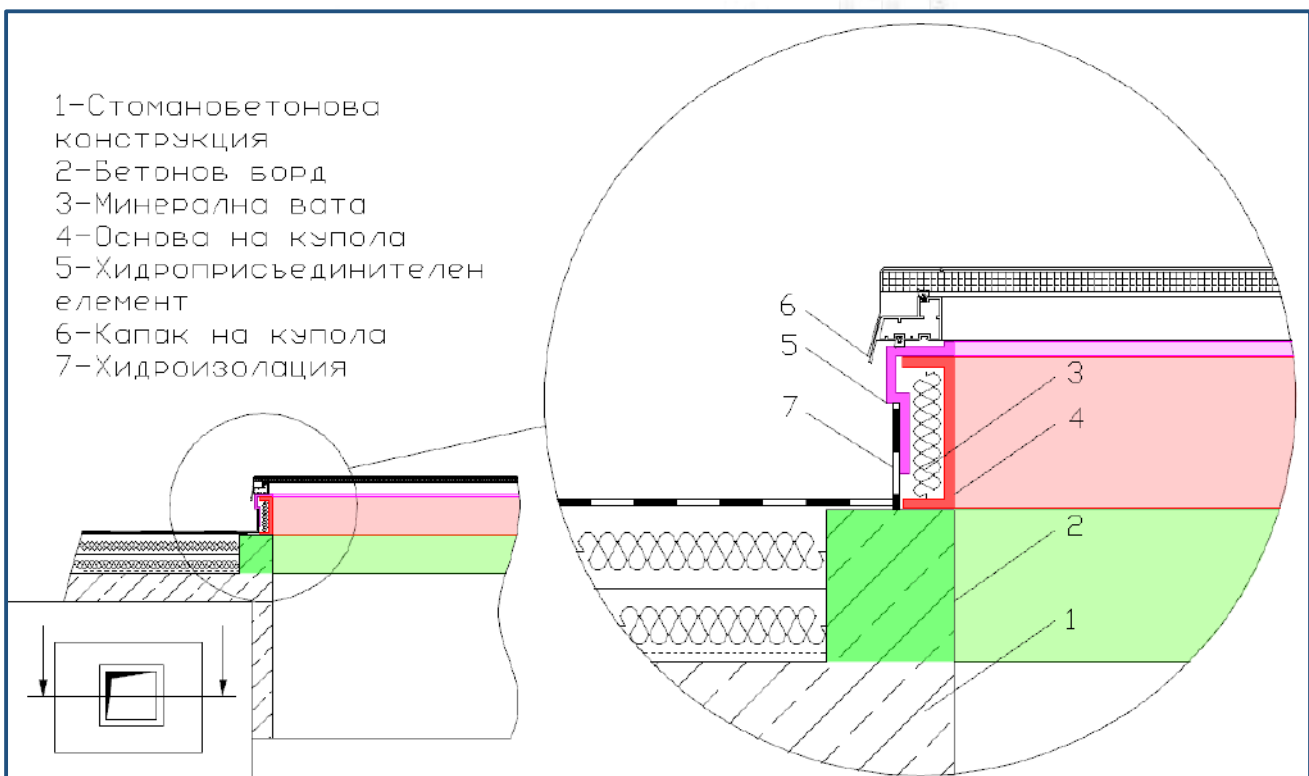 1-Стоманобетонова
конструкция
2-Бетонов борд
3-Минерална вата
4-Основа на купола
5-Хидроприсъединителен
елемент
6-Капак на купола
7-Хидроизолация
6
5
7
3
4
2
1